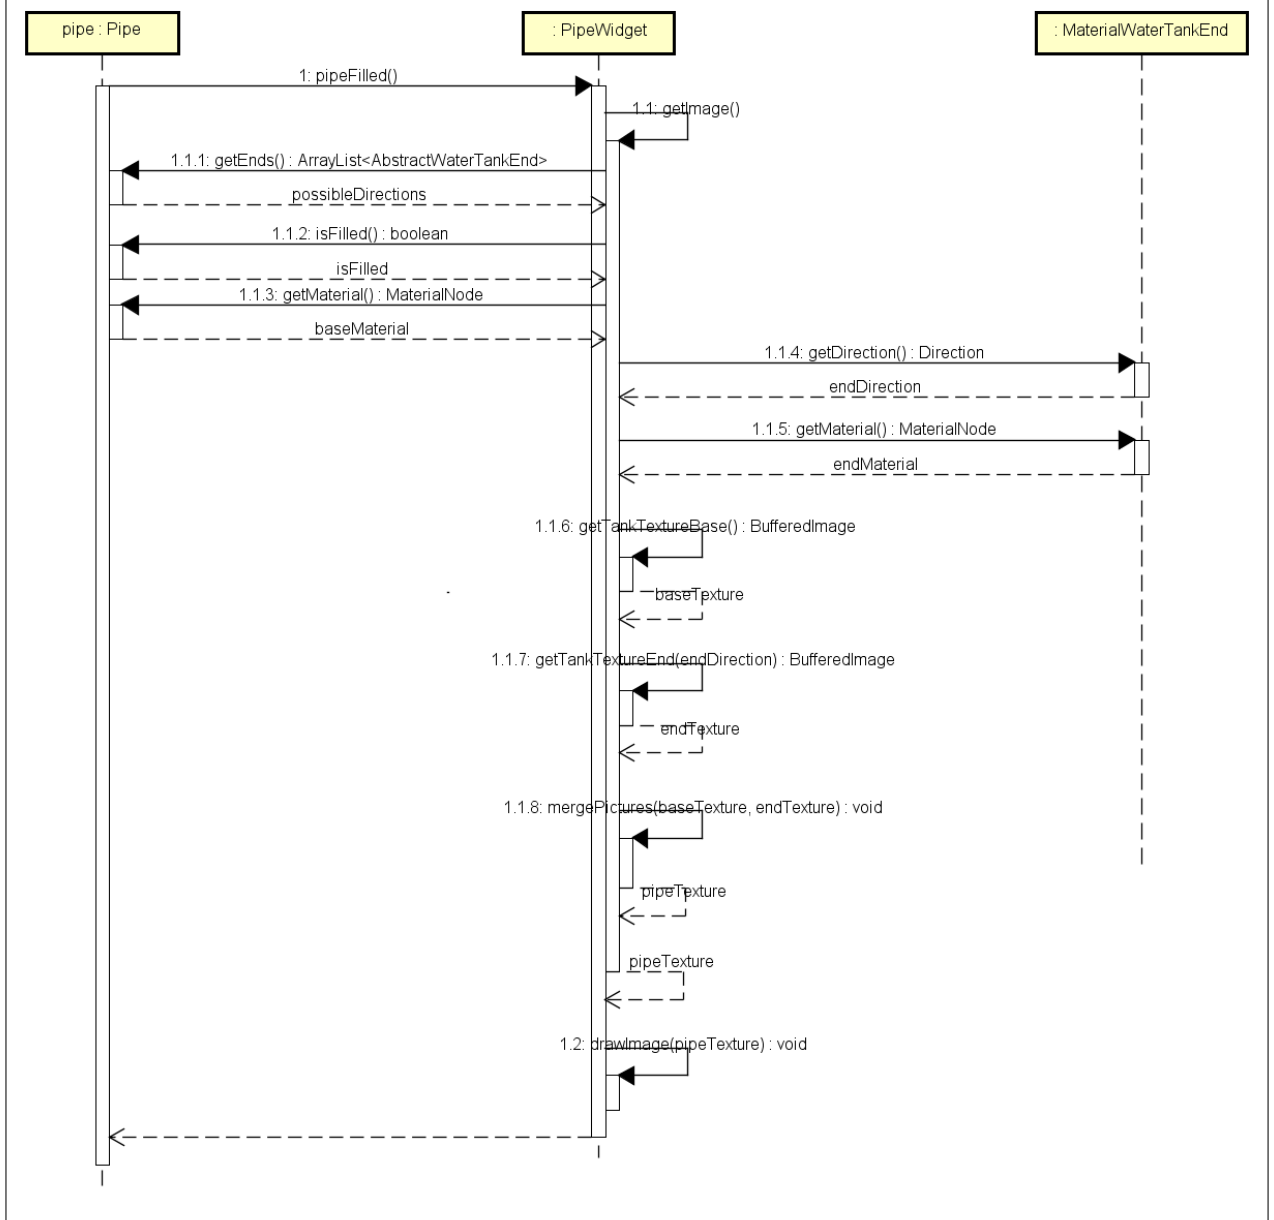 pipe : Pipe
: PipeWidget
: MaterialWaterTankEnd
1: pipeFilled()
1.1: getImage()
1.1.1: getEnds() : ArrayList<AbstractWaterTankEnd>
possibleDirections
1.1.2: isFilled() : boolean
isFilled
1.1.3: getMaterial() : MaterialNode
baseMaterial
1.1.4: getDirection() : Direction
endDirection
1.1.5: getMaterial() : MaterialNode
endMaterial
1.1.6: getTankTextureBase() : BufferedImage
baseTexture
1.1.7: getTankTextureEnd(endDirection) : BufferedImage
endTexture
1.1.8: mergePictures(baseTexture, endTexture) : void
pipeTexture
pipeTexture
1.2: drawImage(pipeTexture) : void